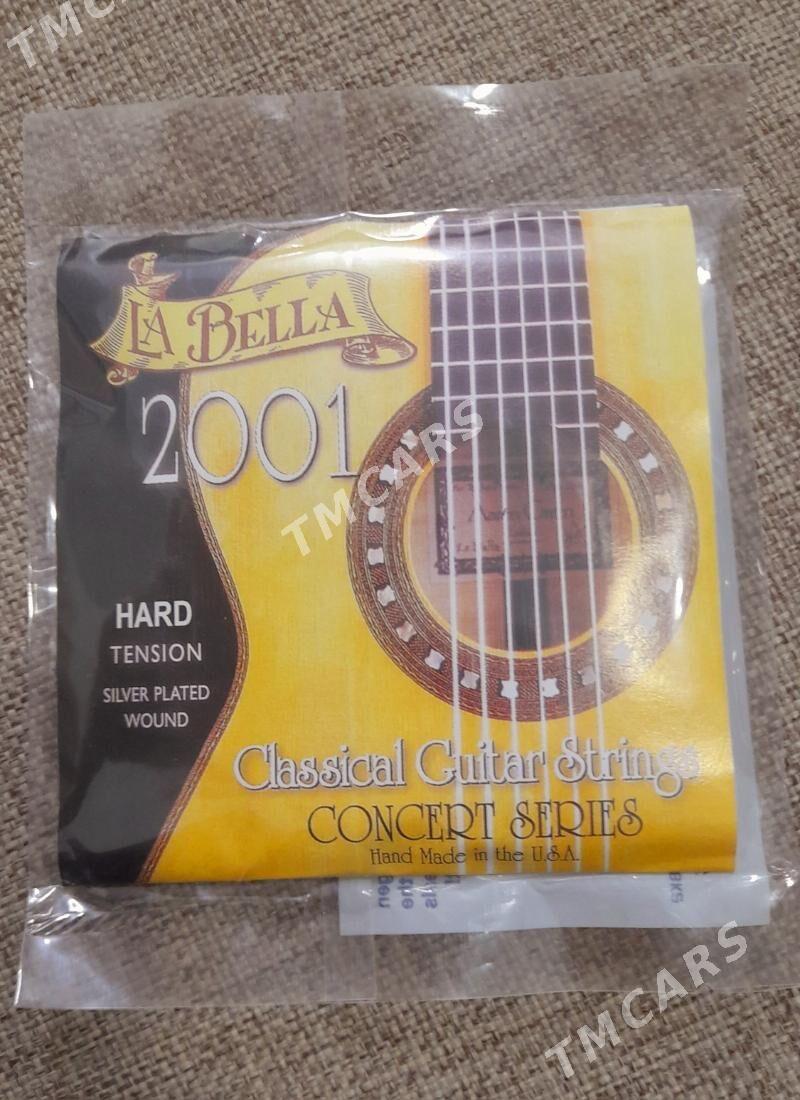 TMCARS
LA BELLA
2001
TMCARS
HARD
TENSION
SILVER PLATED
WOUND
Classical Guitar Strings
CONCERT SERIES
Hand Made in the U.S.A.
TMCARS